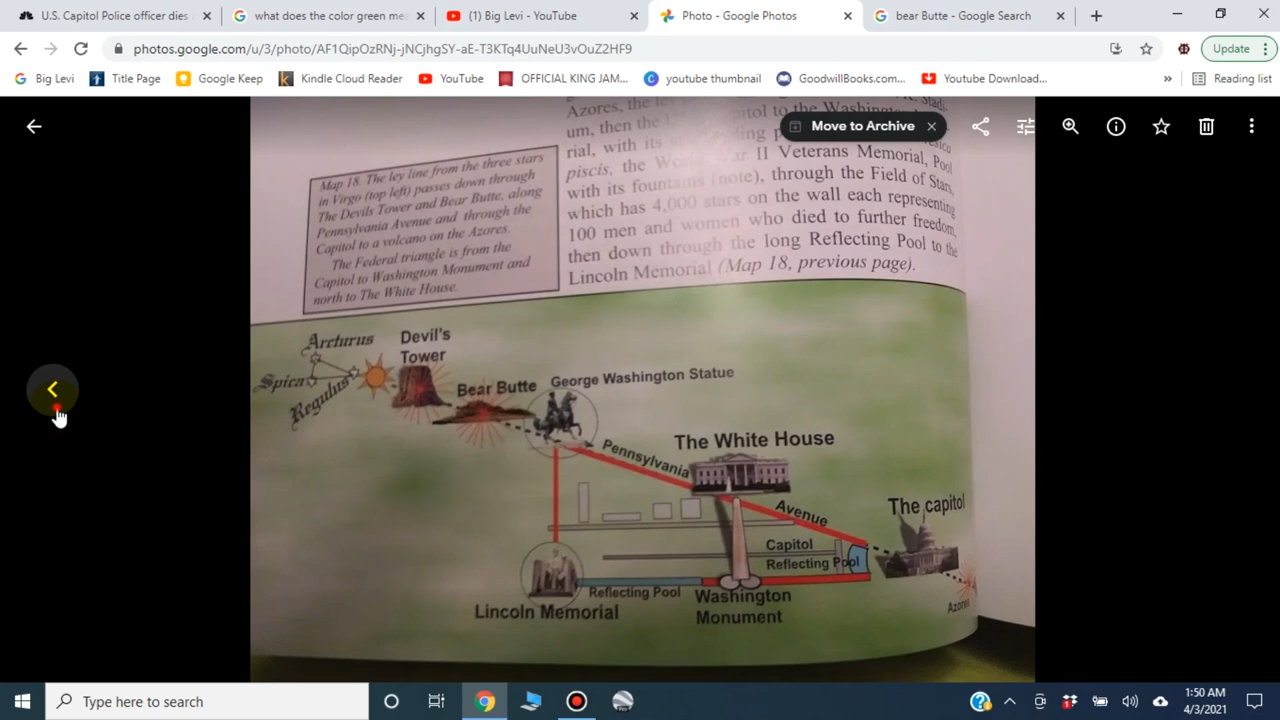 U.S. Capitol Police officer dies
what does the color green me
(1) Big Levi - YouTube
Photo - Google Photos
bear Butte - Google Search
photos.google.com/u/3/photo/AF1QipOzRNj-jNCjhgSY-aE-T3KTq4UuNeU3vOuZ2HF9
Update
Big Levi
Title Page
Google Keep
Kindle Cloud Reader
YouTube
OFFICIAL KING JAM...
youtube thumbnail
GoodwillBooks.com...
Youtube Download...
Reading list
Move to Archive
Azores, the
um, then the
rial, with its
piscis, the
II Veterans Memorial, Pool
with its fountains (note), through the Field of Stars,
which has 4,000 stars on the wall each representing
100 men and women who died to further freedom,
then down through the long Reflecting Pool to the
Lincoln Memorial (Map 18, previous page).
Map 18. The ley line from the three stars
in Virgo (top left) passes down through
The Devils Tower and Bear Butte, along
Pennsylvania Avenue and through the
Capitol to a volcano on the Azores.
The Federal triangle is from the
Capitol to Washington Monument and
north to The White House.
Arcturus
Spica
Regulus
Devil's
Tower
Bear Butte
George Washington Statue
Pennsylvania
The White House
Avenue
The capitol
Capitol
Reflecting Pool
Reflecting Pool
Lincoln Memorial
Washington
Monument
Azores
Type here to search
1:50 AM
4/3/2021